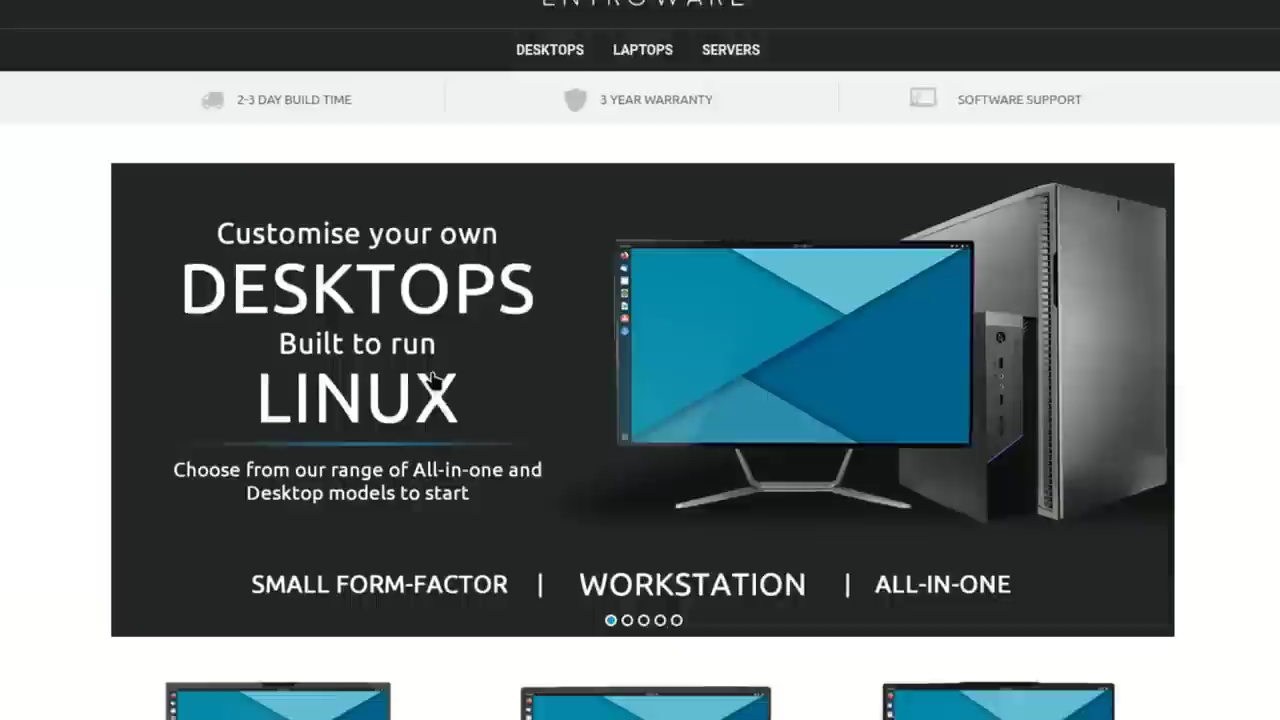 ENTROWARE
DESKTOPS LAPTOPS SERVERS
2-3 DAY BUILD TIME 3 YEAR WARRANTY SOFTWARE SUPPORT
Customise your own
DESKTOPS
Built to run
LINUX
Choose from our range of All-in-one and
Desktop models to start
SMALL FORM-FACTOR | WORKSTATION | ALL-IN-ONE